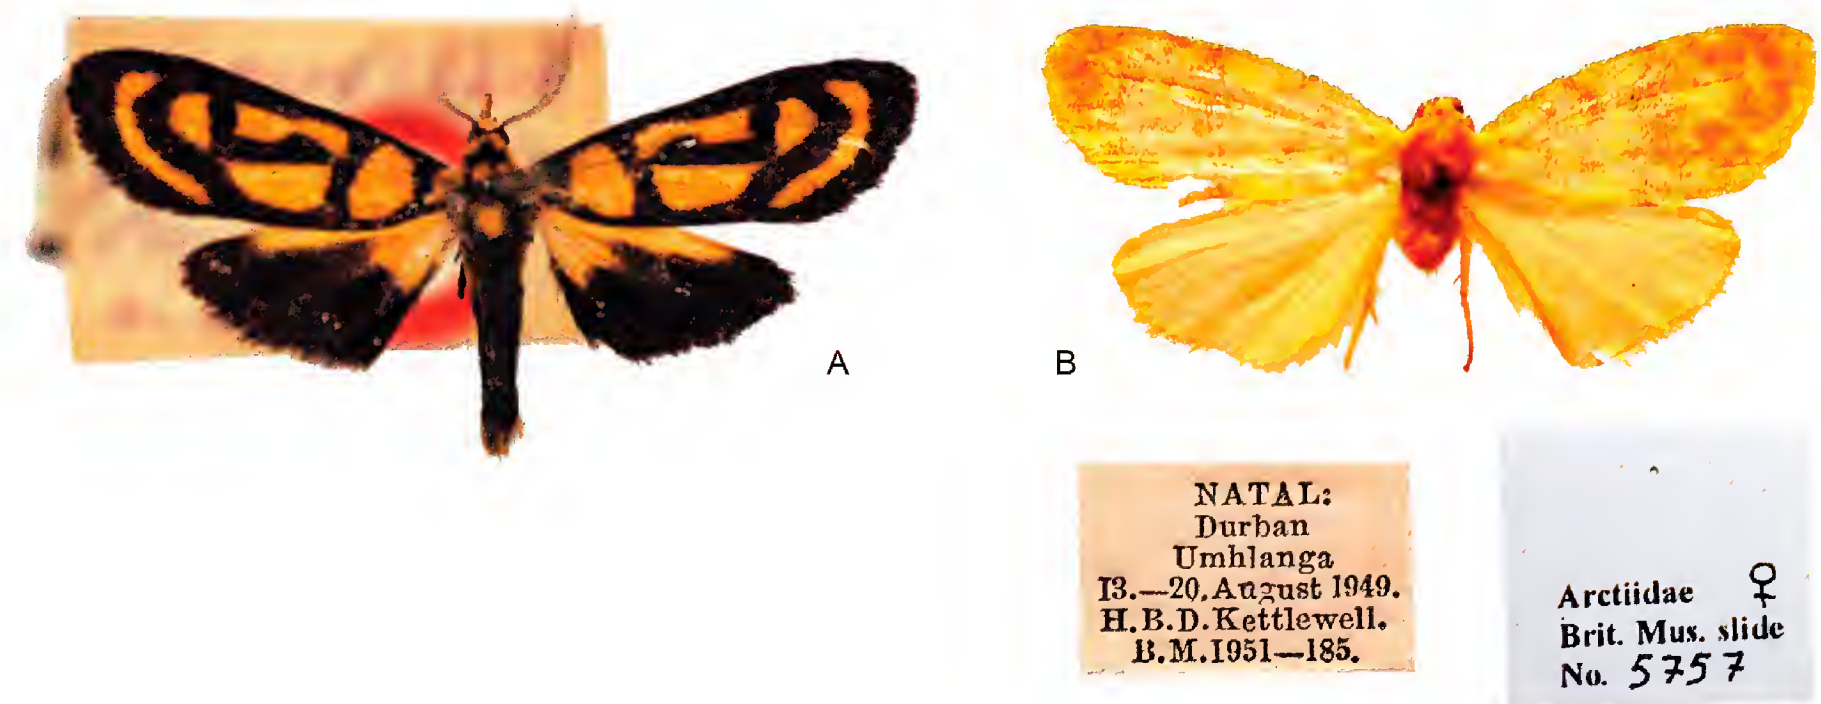 A
B
NATAL:
Durban
Umhlanga
13.—20. August 1949.
H.B.D. Kettlewell.
B.M.1951—185.
Arctiidae ♀
Brit. Mus. slide
No. 5757